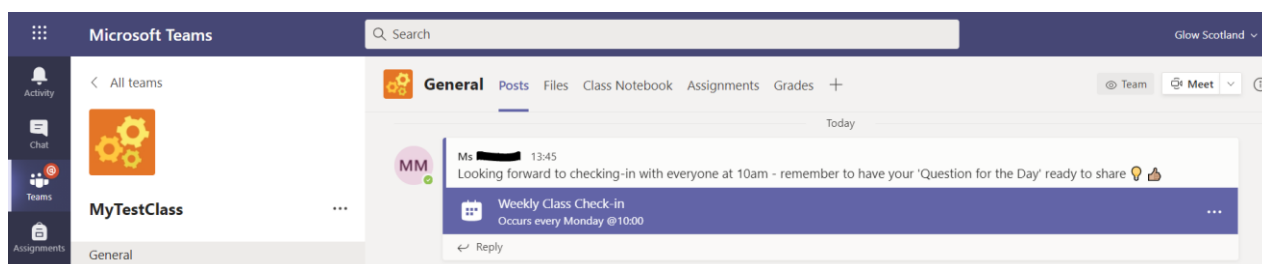 Microsoft Teams
Search
Glow Scotland
Activity
Chat
Teams
Assignments
All teams
MyTestClass
General
General Posts Files Class Notebook Assignments Grades
Team Meet
Today
MM
Ms 13:45
Looking forward to checking-in with everyone at 10am - remember to have your 'Question for the Day' ready to share
Weekly Class Check-in
Occurs every Monday @10:00
Reply